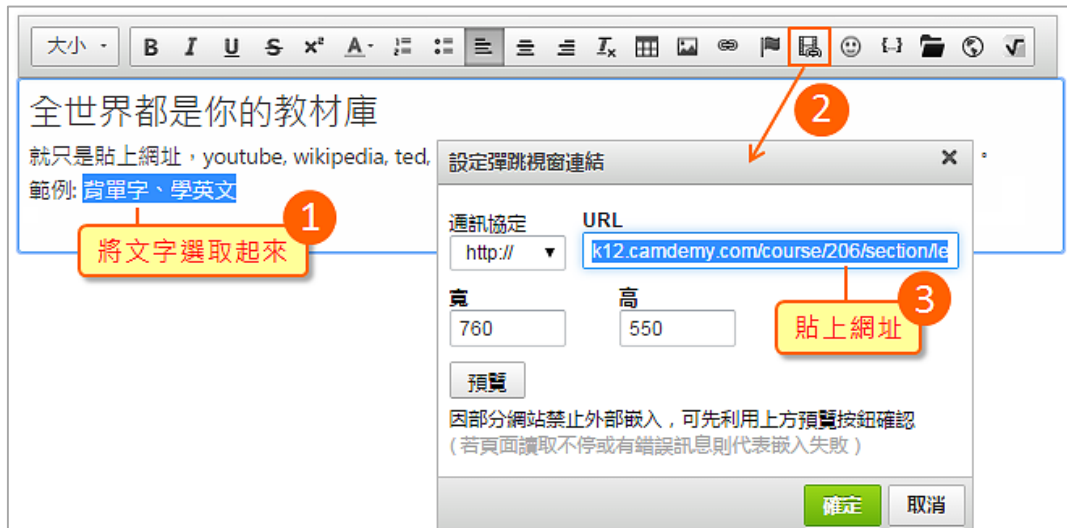 大小
B I U S x² A Tx
2
全世界都是你的教材庫
就只是貼上網址，youtube, wikipedia, ted,
。
範例: 背單字、學英文
1
將文字選取起來
設定彈跳視窗連結
通訊協定 URL
http:// k12.camdemy.com/course/206/section/le
3
貼上網址
寬 高
760 550
預覽
因部分網站禁止外部嵌入，可先利用上方預覽按鈕確認
(若頁面讀取不停或有錯誤訊息則代表嵌入失敗)
確定 取消